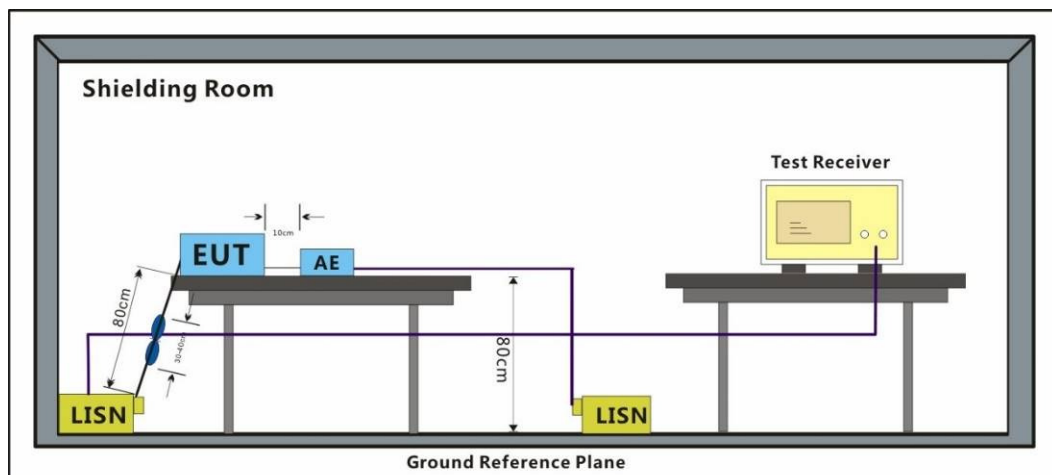 Shielding Room
Test Receiver
10cm
EUT
AE
80cm
30-40cm
80cm
LISN
LISN
Ground Reference Plane